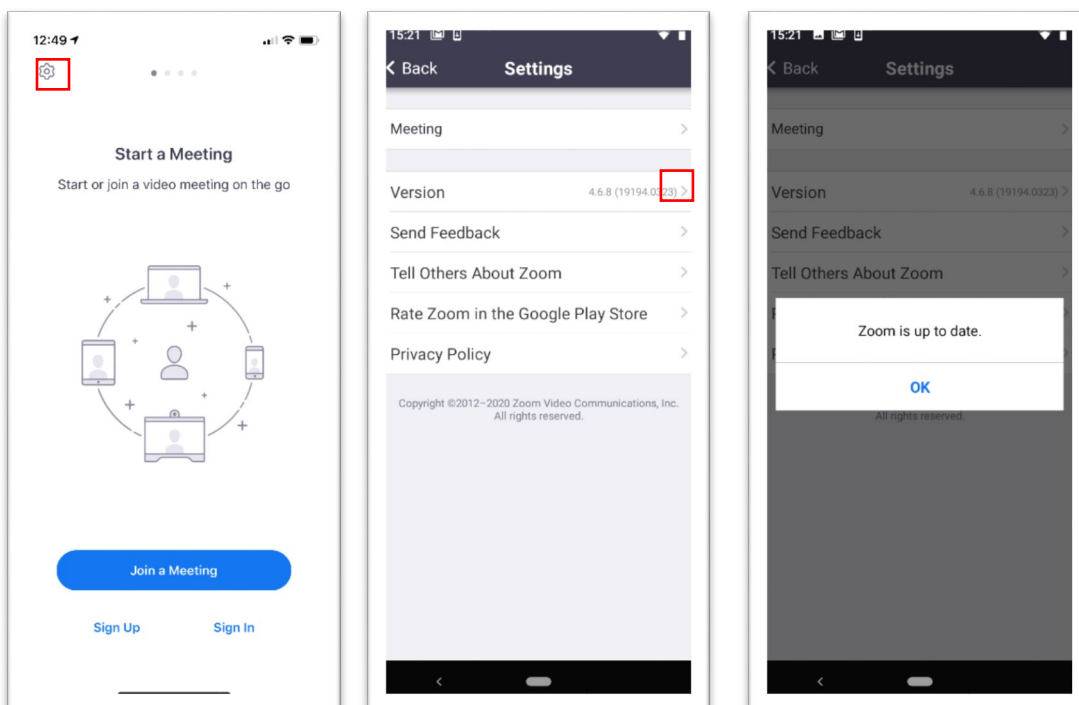 12:49
Start a Meeting
Start or join a video meeting on the go
Join a Meeting
Sign Up Sign In
15:21
Back Settings
Meeting
Version 4.6.8 (19194.0323)
Send Feedback
Tell Others About Zoom
Rate Zoom in the Google Play Store
Privacy Policy
Copyright ©2012-2020 Zoom Video Communications, Inc.
All rights reserved.
15:21
Back Settings
Meeting
Version 4.6.8 (19194.0323)
Send Feedback
Tell Others About Zoom
Zoom is up to date.
OK
All rights reserved.